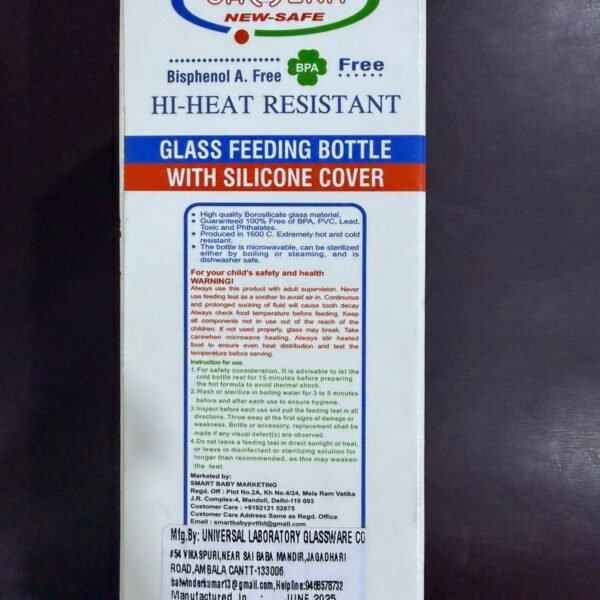 NEW-SAFE
Bisphenol A. Free BPA Free
HI-HEAT RESISTANT
GLASS FEEDING BOTTLE
WITH SILICONE COVER
• High quality Borosilicate glass material.
• Guaranteed 100% Free of BPA, PVC, Lead,
Toxic and Phthalates.
• Produced in 1600 C. Extremely hot and cold
resistant.
• The bottle is microwavable, can be sterilized
either by boiling or steaming, and is
dishwasher safe.
For your child's safety and health
WARNING!
Always use this product with adult supervision. Never
use feeding teat as a soother to avoid air-in. Continuous
and prolonged sucking of fluid will cause tooth decay
Always check food temperature before feeding. Keep
all components not in use out of the reach of the
children. If not used properly, glass may break. Take
carewhen microwave heating. Always stir heated
food to ensure even heat distribution and test the
temperature before serving.
Instruction for use.
1.For safety consideration, It is advisable to let the
cold bottle rest for 15 minutes before preparing
the hot formula to avoid thermal shock.
2.Wash or sterilize in boiling water for 3 to 5 minutes
before and after each use to ensure hygiene.
3.Inspect before each use and pull the feeding teat in all
directions. Throw away at the first signs of damage or
weakness. Bottle or accessory, replacement shall be
made if any visual defect(s) are observed.
4.Do not leave a feeding teat in direct sunlight or heat,
or leave in disinfectant or sterilizing solution for
longer than recommended, as this may weaken
the teat.
Marketed by:
SMART BABY MARKETING
Regd. Off : Plot No.2A, Kh No.4/24, Mela Ram Vatika
J.R. Complex-4, Mandoli, Delhi-110 093
Customer Care : +9192121 52875
Customer Care Address Same as Regd. Office
Email : smartbabypvtltd@gmail.com
Mfg.By: UNIVERSAL LABORATORY GLASSWARE CO
#54 VIKASPURI,NEAR SAI BABA MANDIR,JAGADHARI
ROAD,AMBALA CANTT-133006
balwinderkumar13@gmail.com,Helpline:9468578732
Manufactured in : JUNE 2025